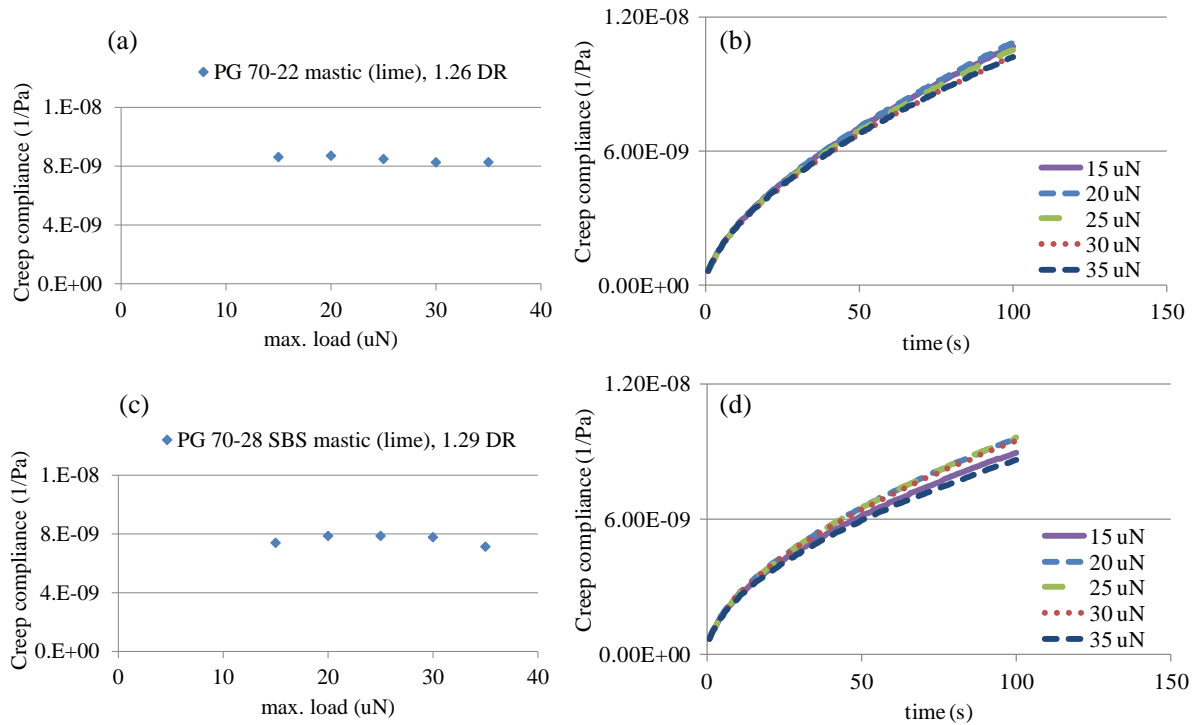 (a)
PG 70-22 mastic (lime), 1.26 DR
Creep compliance (1/Pa)
1.E-08
8.E-09
4.E-09
0.E+00
0 10 20 30 40
max. load (uN)
(b)
Creep compliance (1/Pa)
1.20E-08
6.00E-09
0.00E+00
0 50 100 150
time (s)
15 uN
20 uN
25 uN
30 uN
35 uN
(c)
PG 70-28 SBS mastic (lime), 1.29 DR
Creep compliance (1/Pa)
1.E-08
8.E-09
4.E-09
0.E+00
0 10 20 30 40
max. load (uN)
(d)
Creep compliance (1/Pa)
1.20E-08
6.00E-09
0.00E+00
0 50 100 150
time (s)
15 uN
20 uN
25 uN
30 uN
35 uN